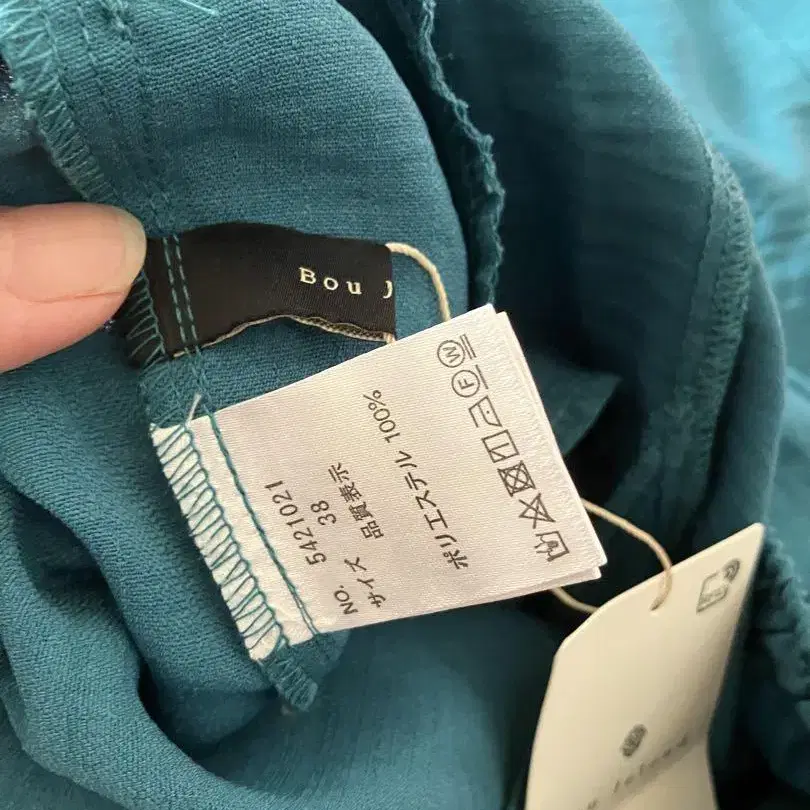 Bou J
NO. 5421021
サイズ 38
品質表示
ポリエステル 100%
F W